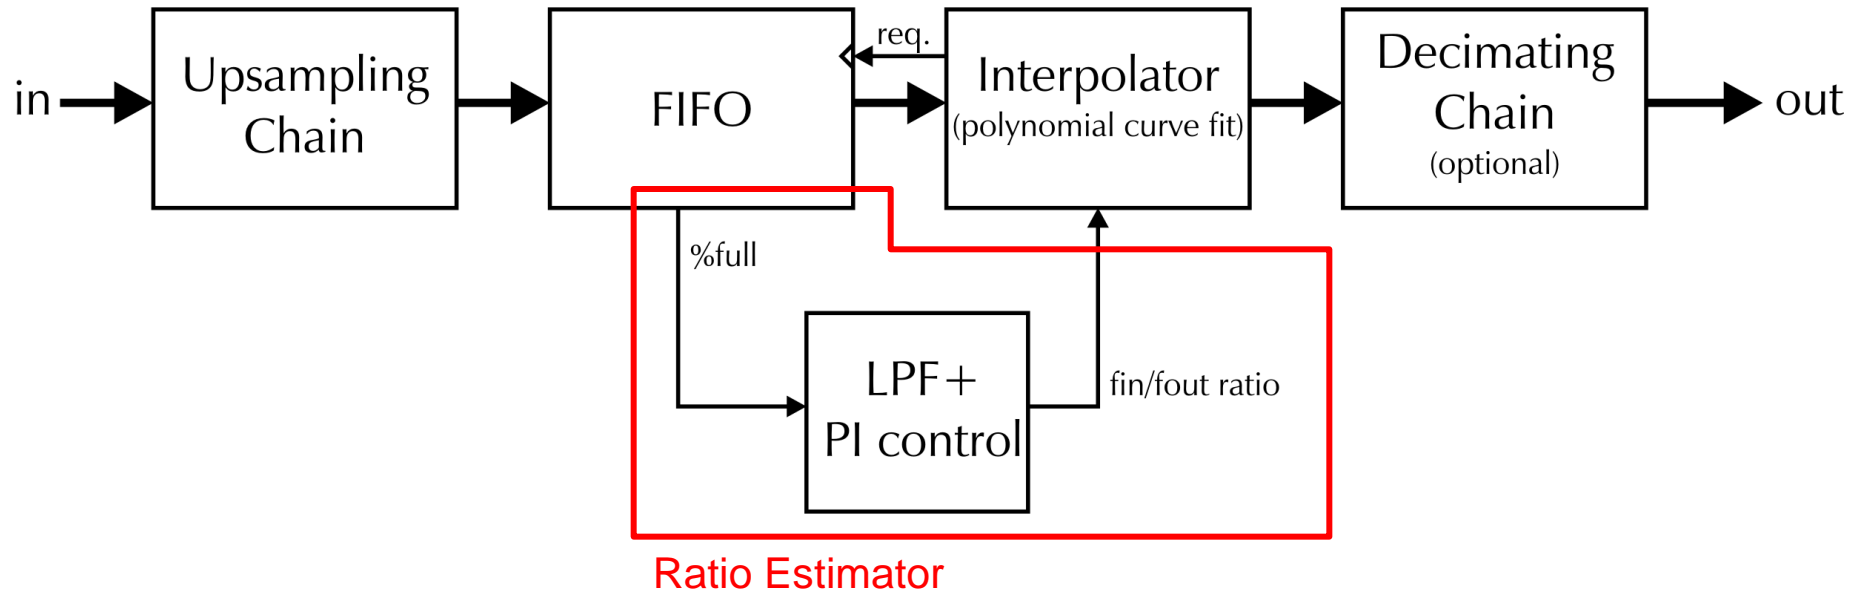 in
Upsampling
Chain
FIFO
req.
Interpolator
(polynomial curve fit)
Decimating
Chain
(optional)
out
%full
LPF+
PI control
fin/fout ratio
Ratio Estimator